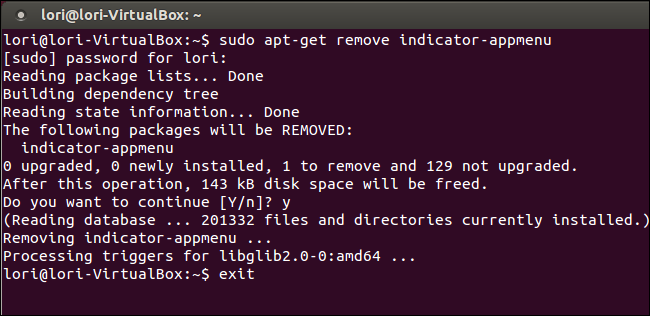 lori@lori-VirtualBox: ~
lori@lori-VirtualBox:~$ sudo apt-get remove indicator-appmenu
[sudo] password for lori:
Reading package lists... Done
Building dependency tree
Reading state information... Done
The following packages will be REMOVED:
  indicator-appmenu
0 upgraded, 0 newly installed, 1 to remove and 129 not upgraded.
After this operation, 143 kB disk space will be freed.
Do you want to continue [Y/n]? y
(Reading database ... 201332 files and directories currently installed.)
Removing indicator-appmenu ...
Processing triggers for libglib2.0-0:amd64 ...
lori@lori-VirtualBox:~$ exit